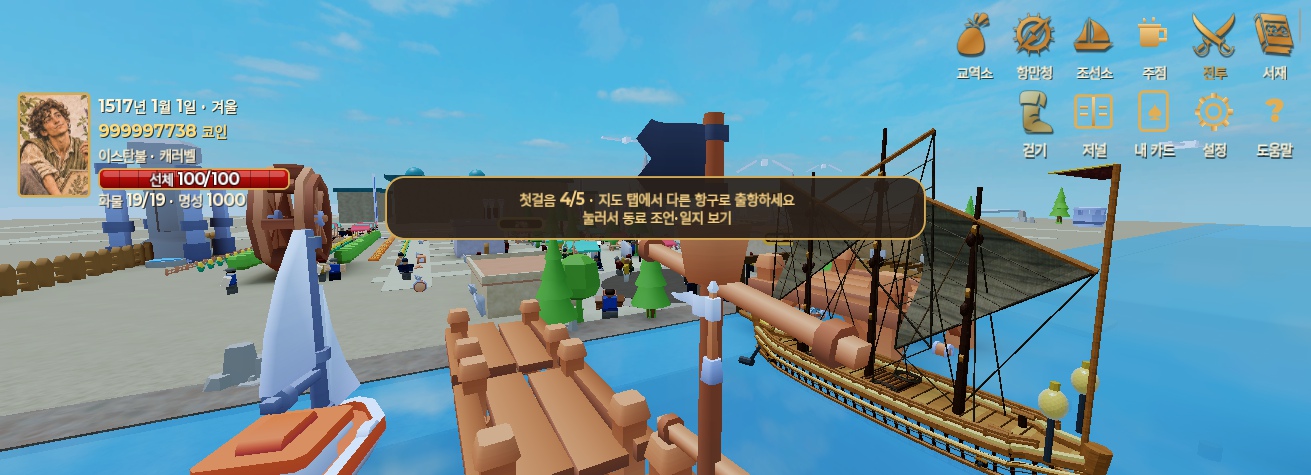 교역소 항만청 조선소 주점 전투 서재
걷기 저널 내 카드 설정 도움말
1517년 1월 1일 · 겨울
999997738 코인
이스탄불 · 캐러벨
선체 100/100
화물 19/19 · 명성 1000
첫걸음 4/5 · 지도 탭에서 다른 항구로 출항하세요
눌러서 동료 조언·일지 보기